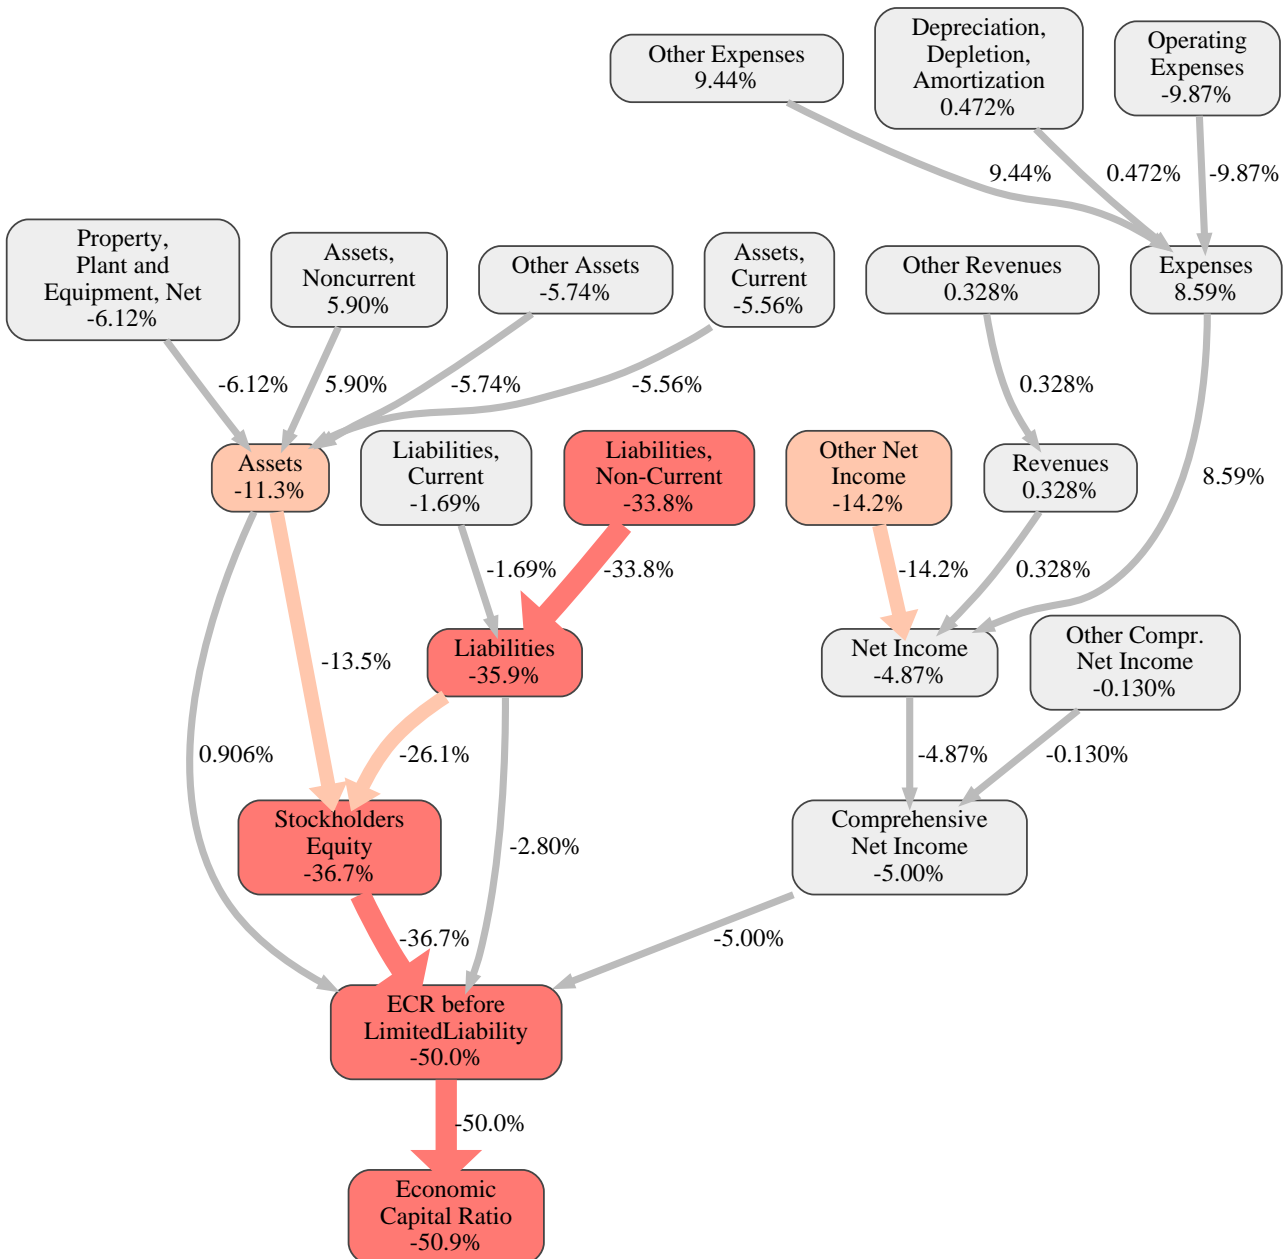 Other Expenses
9.44%
Depreciation,
Depletion,
Amortization
0.472%
Operating
Expenses
-9.87%
9.44%
0.472%
-9.87%
Property,
Plant and
Equipment, Net
-6.12%
Assets,
Noncurrent
5.90%
Other Assets
-5.74%
Assets,
Current
-5.56%
Other Revenues
0.328%
Expenses
8.59%
-6.12%
5.90%
-5.74%
-5.56%
0.328%
8.59%
Assets
-11.3%
Liabilities,
Current
-1.69%
Liabilities,
Non-Current
-33.8%
Other Net
Income
-14.2%
Revenues
0.328%
-1.69%
-33.8%
-14.2%
0.328%
-13.5%
Liabilities
-35.9%
Net Income
-4.87%
Other Compr.
Net Income
-0.130%
0.906%
-26.1%
-2.80%
-4.87%
-0.130%
Stockholders
Equity
-36.7%
Comprehensive
Net Income
-5.00%
-36.7%
-5.00%
ECR before
LimitedLiability
-50.0%
-50.0%
Economic
Capital Ratio
-50.9%